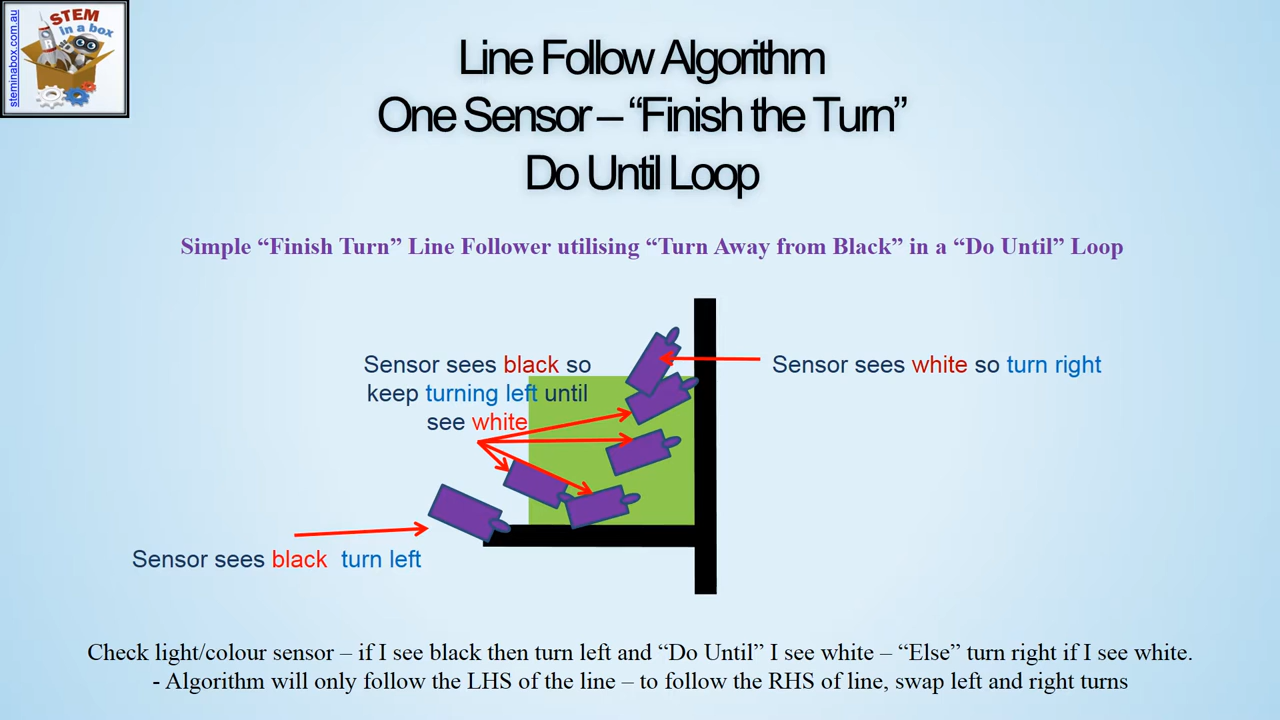 steminabox.com.au
STEM
in a box
Line Follow Algorithm
One Sensor – “Finish the Turn”
Do Until Loop
Simple “Finish Turn” Line Follower utilising “Turn Away from Black” in a “Do Until” Loop
Sensor sees black so
keep turning left until
see white
Sensor sees white so turn right
Sensor sees black turn left
Check light/colour sensor – if I see black then turn left and “Do Until” I see white – “Else” turn right if I see white.
- Algorithm will only follow the LHS of the line – to follow the RHS of line, swap left and right turns